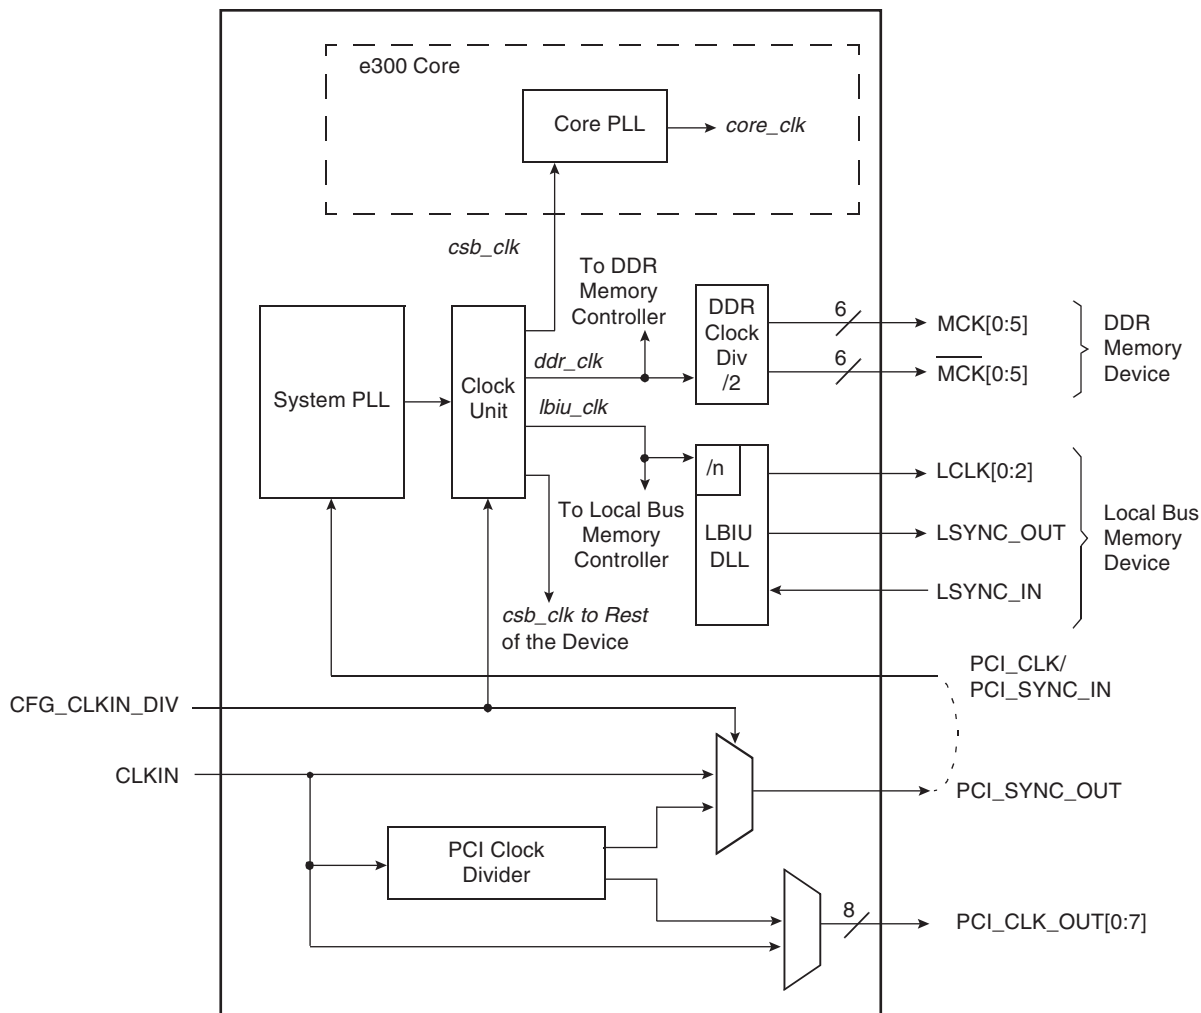 e300 Core
Core PLL
core_clk
csb_clk
To DDR
Memory
Controller
DDR
Clock
Div
/2
6
MCK[0:5]
6
MCK[0:5]
DDR
Memory
Device
System PLL
Clock
Unit
ddr_clk
lbiu_clk
/n
LBIU
DLL
LCLK[0:2]
LSYNC_OUT
LSYNC_IN
Local Bus
Memory
Device
To Local Bus
Memory
Controller
csb_clk to Rest
of the Device
PCI_CLK/
PCI_SYNC_IN
CFG_CLKIN_DIV
CLKIN
PCI_SYNC_OUT
PCI Clock
Divider
8
PCI_CLK_OUT[0:7]